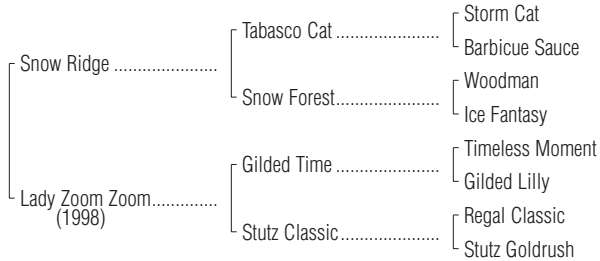 Storm Cat
Tabasco Cat ......................
Barbicue Sauce
Snow Ridge ......................
Woodman
Snow Forest......................
Ice Fantasy
Timeless Moment
Gilded Time ......................
Gilded Lilly
Lady Zoom Zoom..............
(1998)
Regal Classic
Stutz Classic.....................
Stutz Goldrush